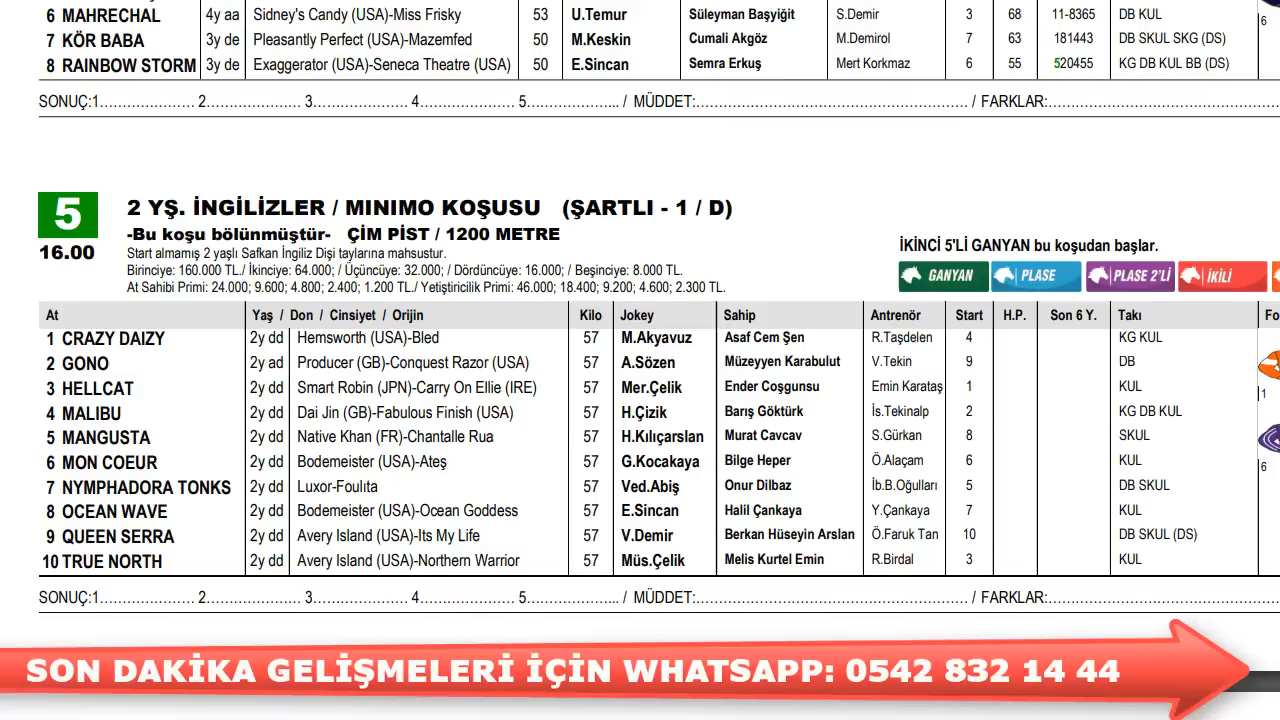 6 MAHRECHAL 4y aa Sidney's Candy (USA)-Miss Frisky 53 U.Temur Süleyman Başyiğit S.Demir 3 68 11-8365 DB KUL
7 KÖR BABA 3y de Pleasantly Perfect (USA)-Mazemfed 50 M.Keskin Cumali Akgöz M.Demirol 7 63 181443 DB SKUL SKG (DS)
8 RAINBOW STORM 3y de Exaggerator (USA)-Seneca Theatre (USA) 50 E.Sincan Semra Erkuş Mert Korkmaz 6 55 520455 KG DB KUL BB (DS)
6
SONUÇ:1........................ 2........................ 3........................ 4........................ 5........................ / MÜDDET:.................................................................... / FARKLAR:............................................................
5
16.00
2 YŞ. İNGİLİZLER / MINIMO KOŞUSU (ŞARTLI - 1 / D)
-Bu koşu bölünmüştür- ÇİM PİST / 1200 METRE
Start almamış 2 yaşlı Safkan İngiliz Dişi taylarına mahsustur.
Birinciye: 160.000 TL./ İkinciye: 64.000; / Üçüncüye: 32.000; / Dördüncüye: 16.000; / Beşinciye: 8.000 TL.
At Sahibi Primi: 24.000; 9.600; 4.800; 2.400; 1.200 TL./ Yetiştiricilik Primi: 46.000; 18.400; 9.200; 4.600; 2.300 TL.
İKİNCİ 5'Lİ GANYAN bu koşudan başlar.
GANYAN PLASE PLASE 2'Lİ İKİLİ
At Yaş / Don / Cinsiyet / Orijin Kilo Jokey Sahip Antrenör Start H.P. Son 6 Y. Takı Fo
1 CRAZY DAIZY 2y dd Hemsworth (USA)-Bled 57 M.Akyavuz Asaf Cem Şen R.Taşdelen 4 KG KUL
2 GONO 2y ad Producer (GB)-Conquest Razor (USA) 57 A.Sözen Müzeyyen Karabulut V.Tekin 9 DB
3 HELLCAT 2y dd Smart Robin (JPN)-Carry On Ellie (IRE) 57 Mer.Çelik Ender Coşgunsu Emin Karataş 1 KUL
1
4 MALIBU 2y dd Dai Jin (GB)-Fabulous Finish (USA) 57 H.Çizik Barış Göktürk İs.Tekinalp 2 KG DB KUL
5 MANGUSTA 2y dd Native Khan (FR)-Chantalle Rua 57 H.Kılıçarslan Murat Cavcav S.Gürkan 8 SKUL
6 MON COEUR 2y dd Bodemeister (USA)-Ateş 57 G.Kocakaya Bilge Heper Ö.Alaçam 6 KUL
6
7 NYMPHADORA TONKS 2y dd Luxor-Foulıta 57 Ved.Abiş Onur Dilbaz İb.B.Oğulları 5 DB SKUL
8 OCEAN WAVE 2y dd Bodemeister (USA)-Ocean Goddess 57 E.Sincan Halil Çankaya Y.Çankaya 7 KUL
9 QUEEN SERRA 2y dd Avery Island (USA)-Its My Life 57 V.Demir Berkan Hüseyin Arslan Ö.Faruk Tan 10 DB SKUL (DS)
10 TRUE NORTH 2y dd Avery Island (USA)-Northern Warrior 57 Müs.Çelik Melis Kurtel Emin R.Birdal 3 KUL
SONUÇ:1........................ 2........................ 3........................ 4........................ 5........................ / MÜDDET:.................................................................... / FARKLAR:............................................................
SON DAKİKA GELİŞMELERİ İÇİN WHATSAPP: 0542 832 14 44